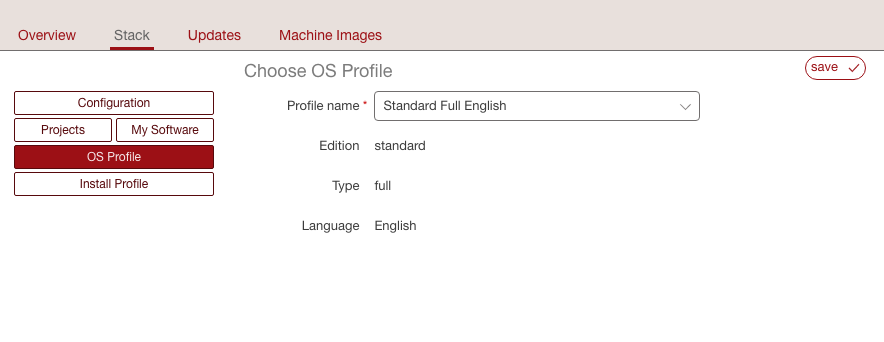 Overview Stack Updates Machine Images
Choose OS Profile
save
Configuration
Projects My Software
OS Profile
Install Profile
Profile name * Standard Full English
Edition standard
Type full
Language English